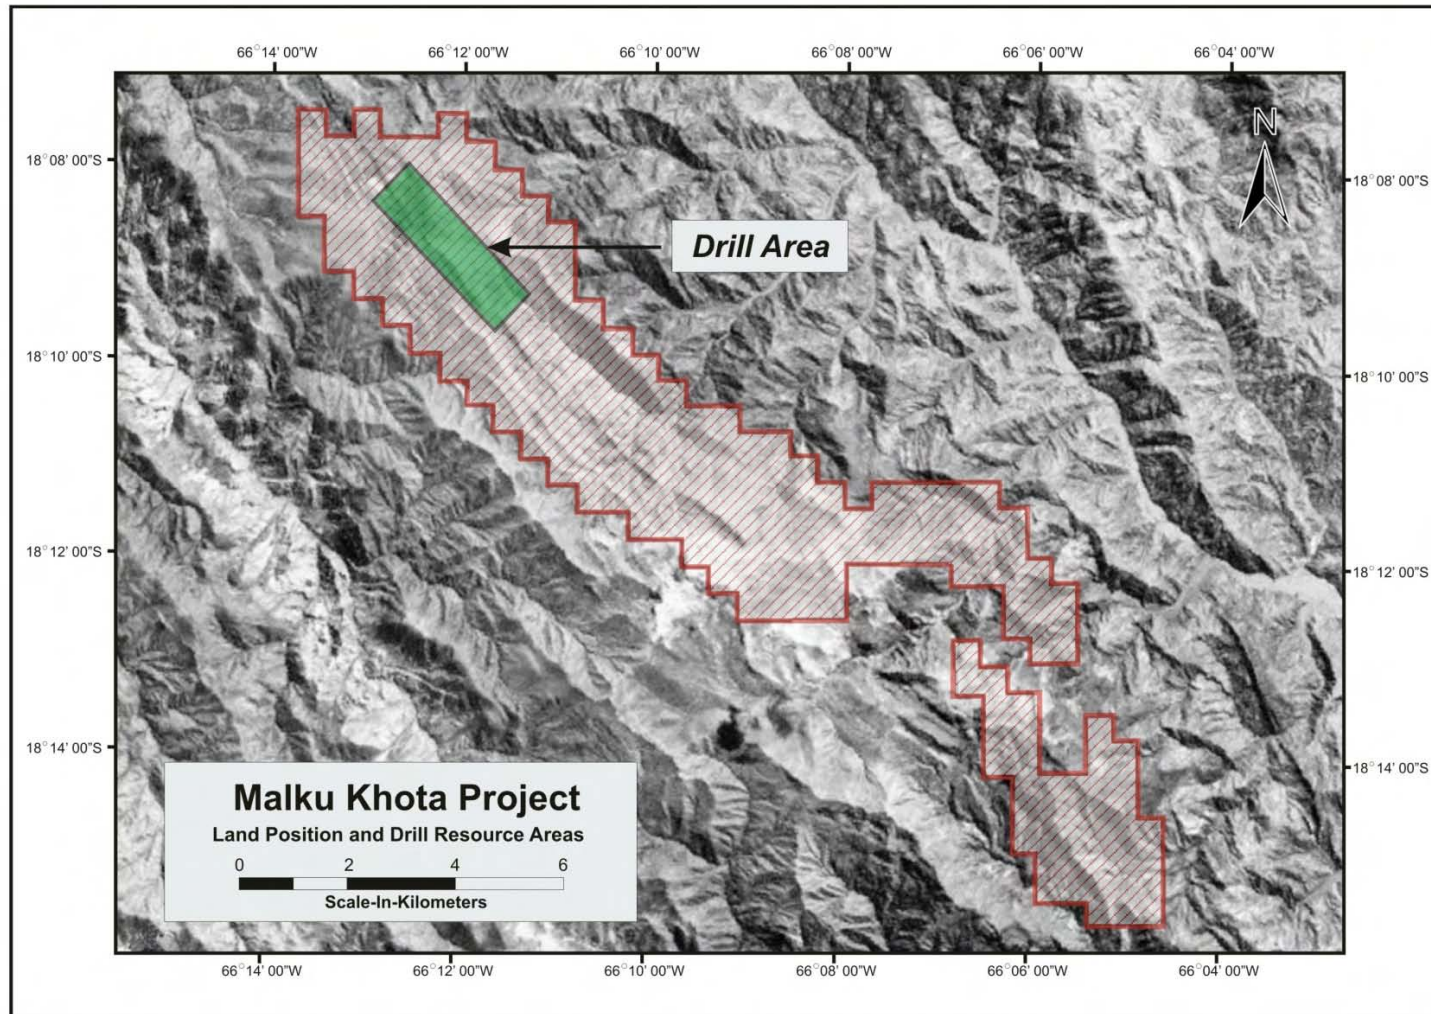 66°14' 00"W 66°12' 00"W 66°10' 00"W 66°08' 00"W 66°06' 00"W 66°04' 00"W
N
18°08' 00"S
18°08' 00"S
Drill Area
18°10' 00"S
18°10' 00"S
18°12' 00"S
18°12' 00"S
18°14' 00"S
18°14' 00"S
Malku Khota Project
Land Position and Drill Resource Areas
0 2 4 6
Scale-In-Kilometers
66°14' 00"W 66°12' 00"W 66°10' 00"W 66°08' 00"W 66°06' 00"W 66°04' 00"W